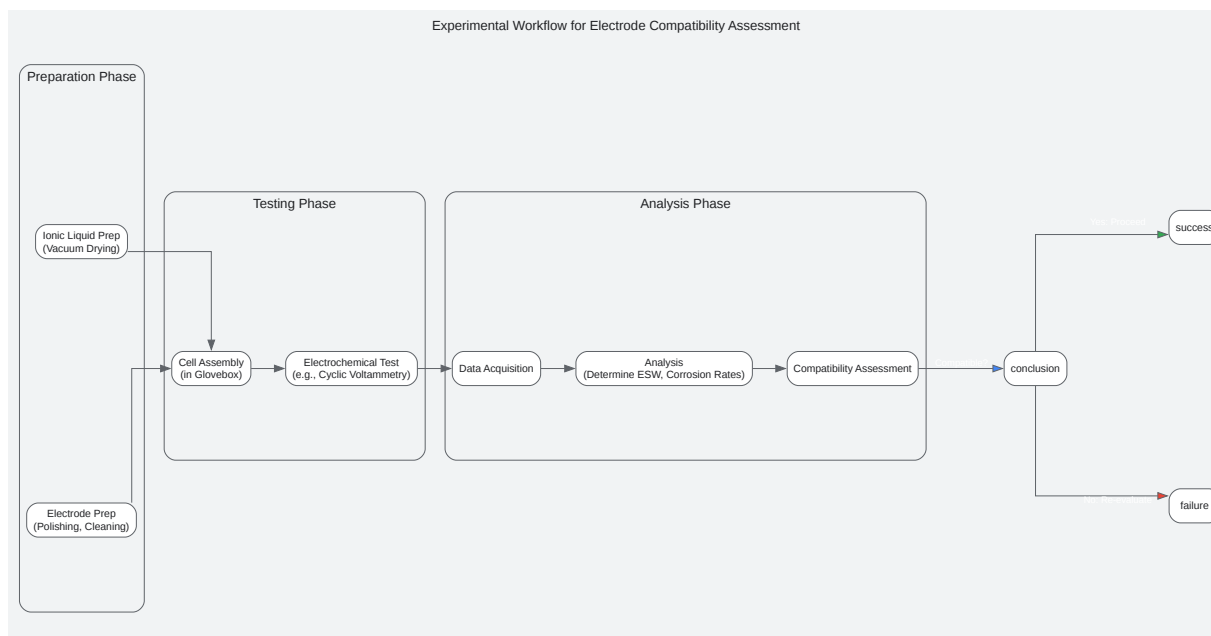 Experimental Workflow for Electrode Compatibility Assessment
Preparation Phase
Ionic Liquid Prep
(Vacuum Drying)
Electrode Prep
(Polishing, Cleaning)
Testing Phase
Cell Assembly
(in Glovebox)
Electrochemical Test
(e.g., Cyclic Voltammetry)
Analysis Phase
Data Acquisition
Analysis
(Determine ESW, Corrosion Rates)
Compatibility Assessment
conclusion
Yes, Proceed
success
failure